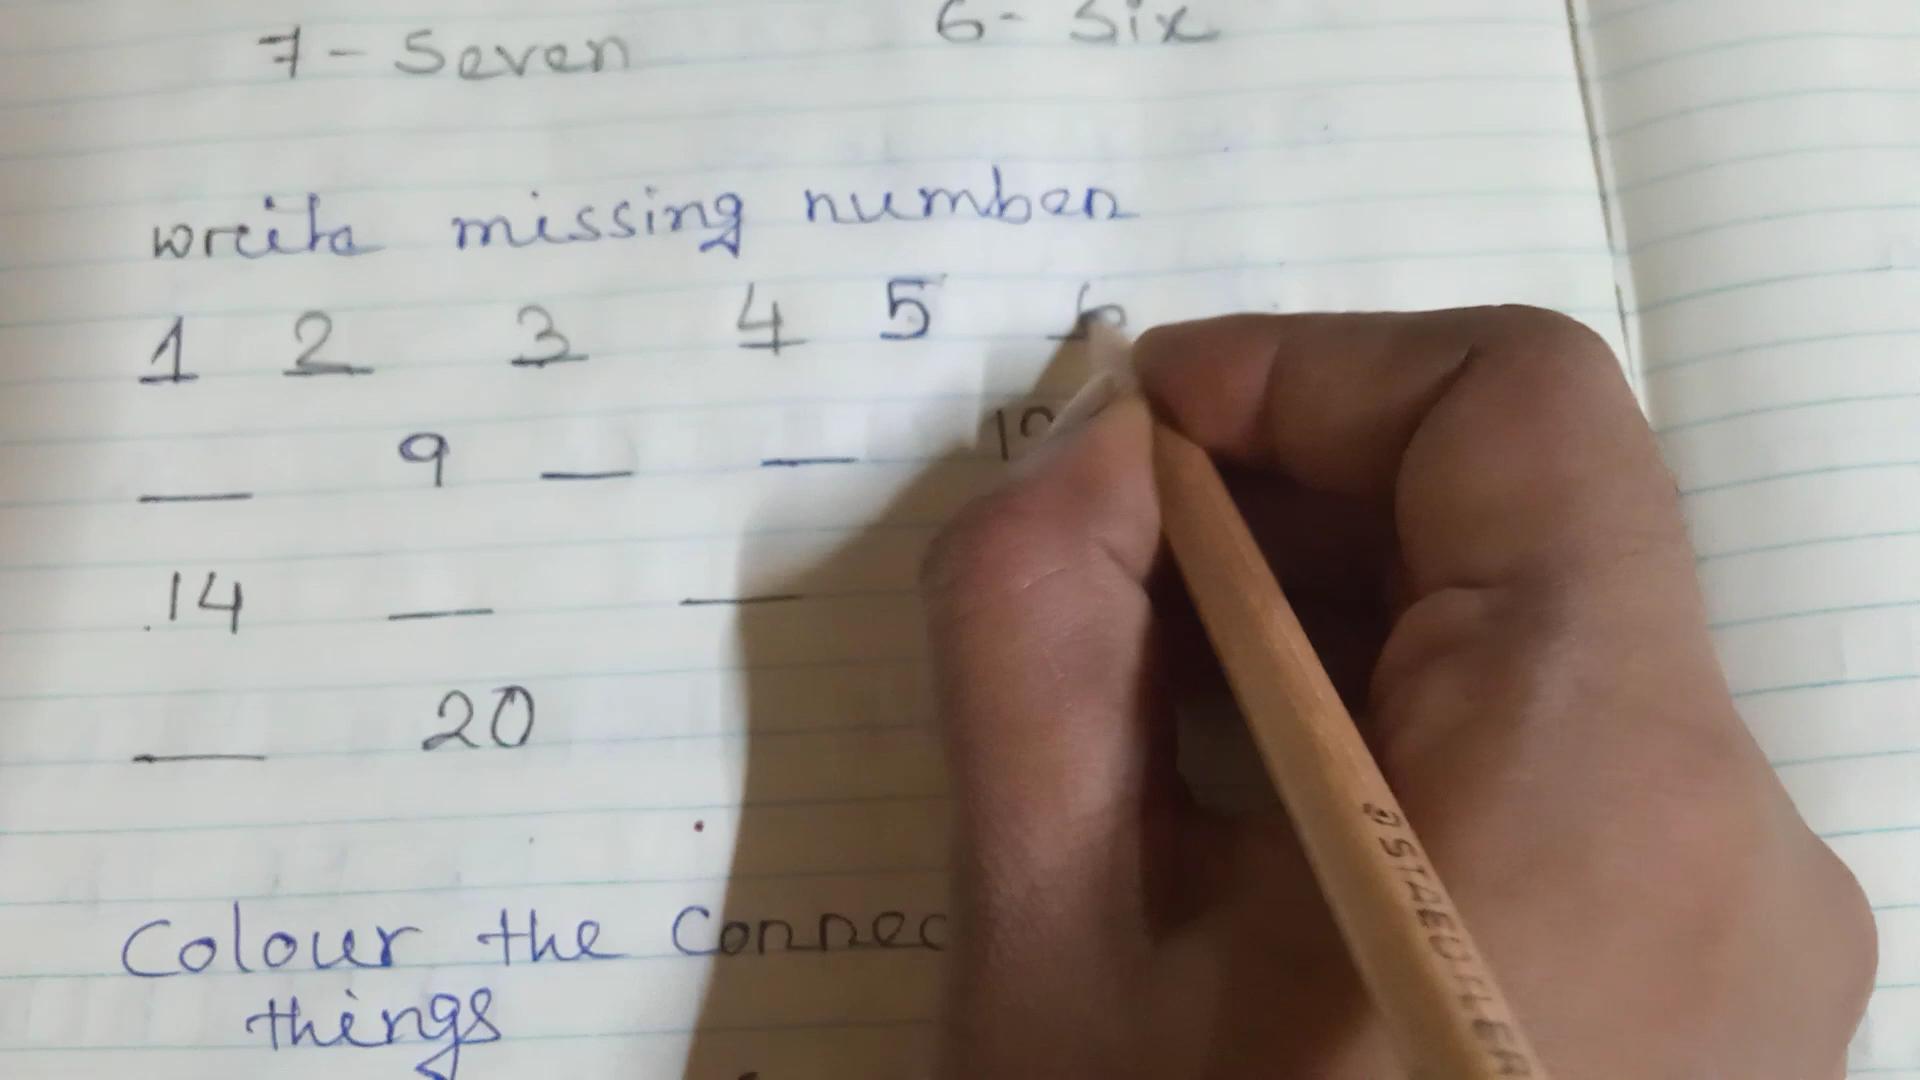 7 - Seven 6 - Six
write missing number
1 2 3 4 5 6
_ 9 _ _
14 _ _
_ 20
Colour the
things
STAEDTLER